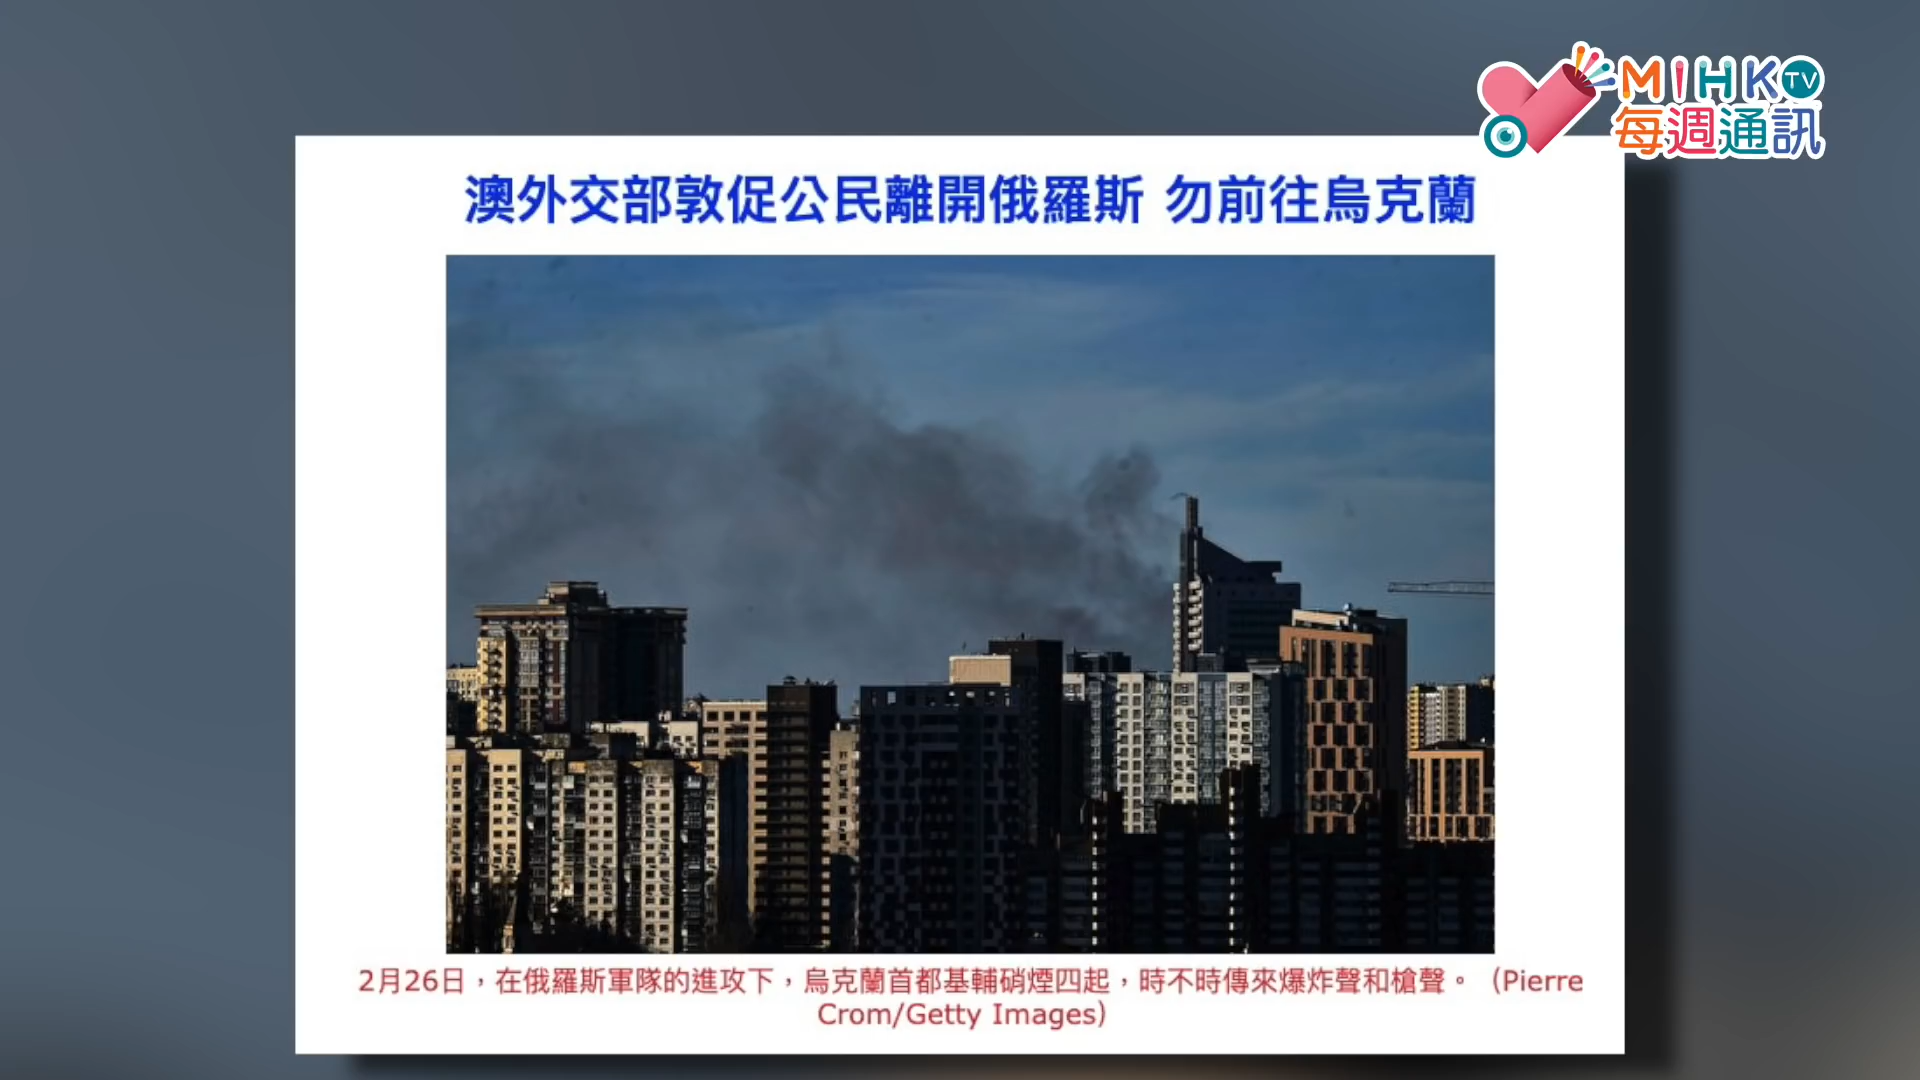 MIHK TV
每週通訊
澳外交部敦促公民離開俄羅斯 勿前往烏克蘭
2月26日，在俄羅斯軍隊的進攻下，烏克蘭首都基輔硝煙四起，時不時傳來爆炸聲和槍聲。（Pierre
Crom/Getty Images）